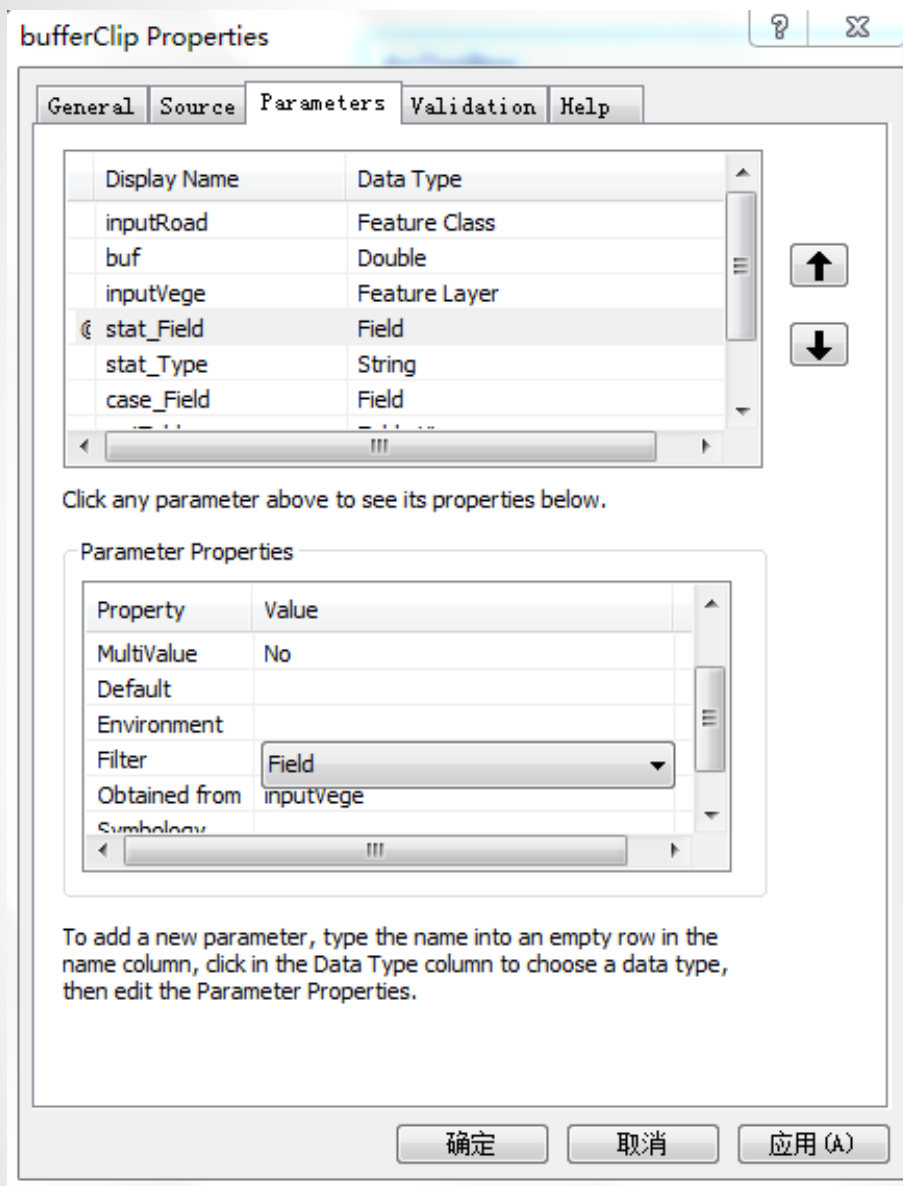 bufferClip Properties
General Source Parameters Validation Help
Display Name Data Type
inputRoad Feature Class
buf Double
inputVege Feature Layer
stat_Field Field
stat_Type String
case_Field Field
Click any parameter above to see its properties below.
Parameter Properties
Property Value
MultiValue No
Default
Environment
Filter Field
Obtained from inputVege
Symbology
To add a new parameter, type the name into an empty row in the
name column, click in the Data Type column to choose a data type,
then edit the Parameter Properties.
确定 取消 应用(A)